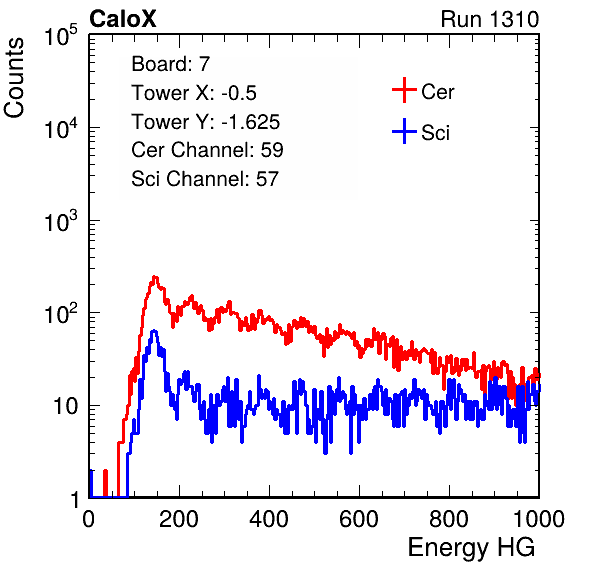 CaloX Run 1310
Counts
10^5
Board: 7
Tower X: -0.5
Tower Y: -1.625
Cer Channel: 59
Sci Channel: 57
Cer
Sci
10^4
10^3
10^2
10
1
0 200 400 600 800 1000
Energy HG